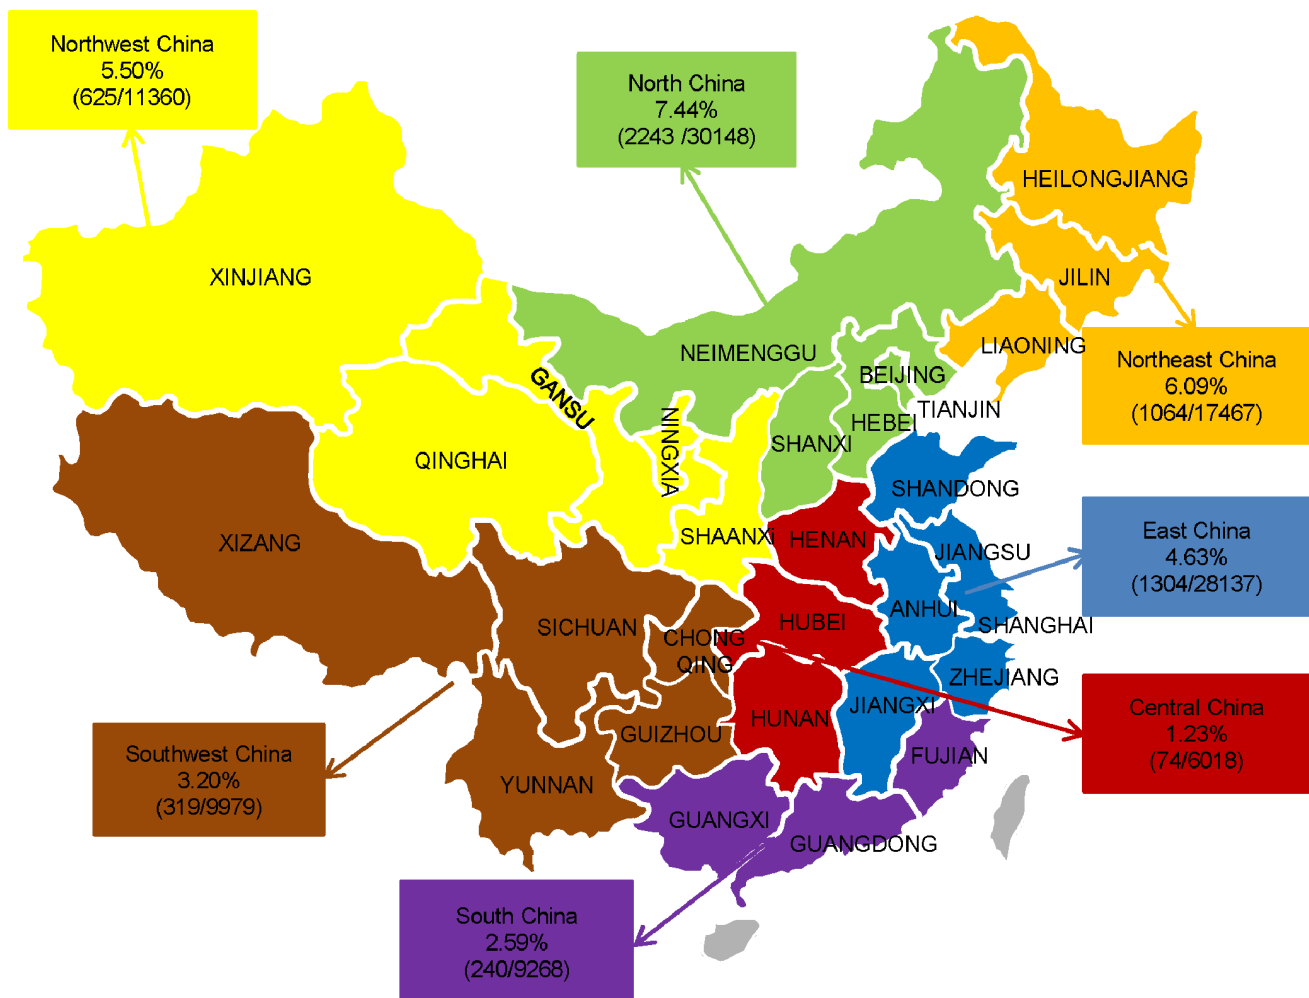 Northwest China
5.50%
(625/11360)
North China
7.44%
(2243 /30148)
HEILONGJIANG
XINJIANG
JILIN
NEIMENGGU
LIAONING
BEIJING
Northeast China
6.09%
(1064/17467)
GANSU
TIANJIN
HEBEI
NINGXIA
SHANXI
QINGHAI
SHANDONG
XIZANG
SHAANXi
HENAN
JIANGSU
East China
4.63%
(1304/28137)
ANHUI
SICHUAN
HUBEI
SHANGHAI
CHONG
QING
ZHEJIANG
JIANGXI
HUNAN
Central China
1.23%
(74/6018)
GUIZHOU
FUJIAN
Southwest China
3.20%
(319/9979)
YUNNAN
GUANGXI
GUANGDONG
South China
2.59%
(240/9268)